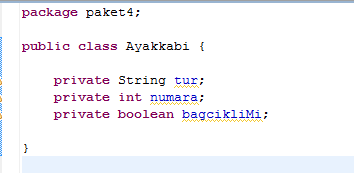 package paket4;
public class Ayakkabi {
private String tur;
private int numara;
private boolean bagcikliMi;
}